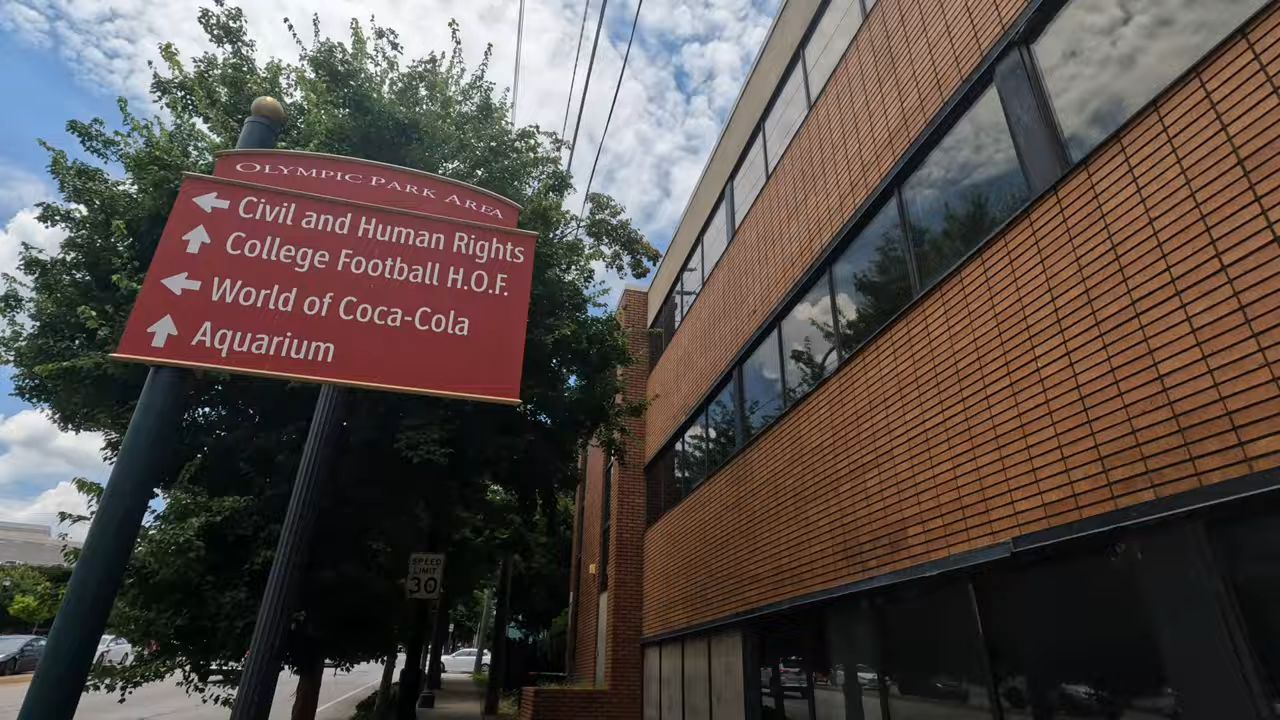 OLYMPIC PARK AREA
Civil and Human Rights
College Football H.O.F.
World of Coca-Cola
Aquarium
SPEED
LIMIT
30